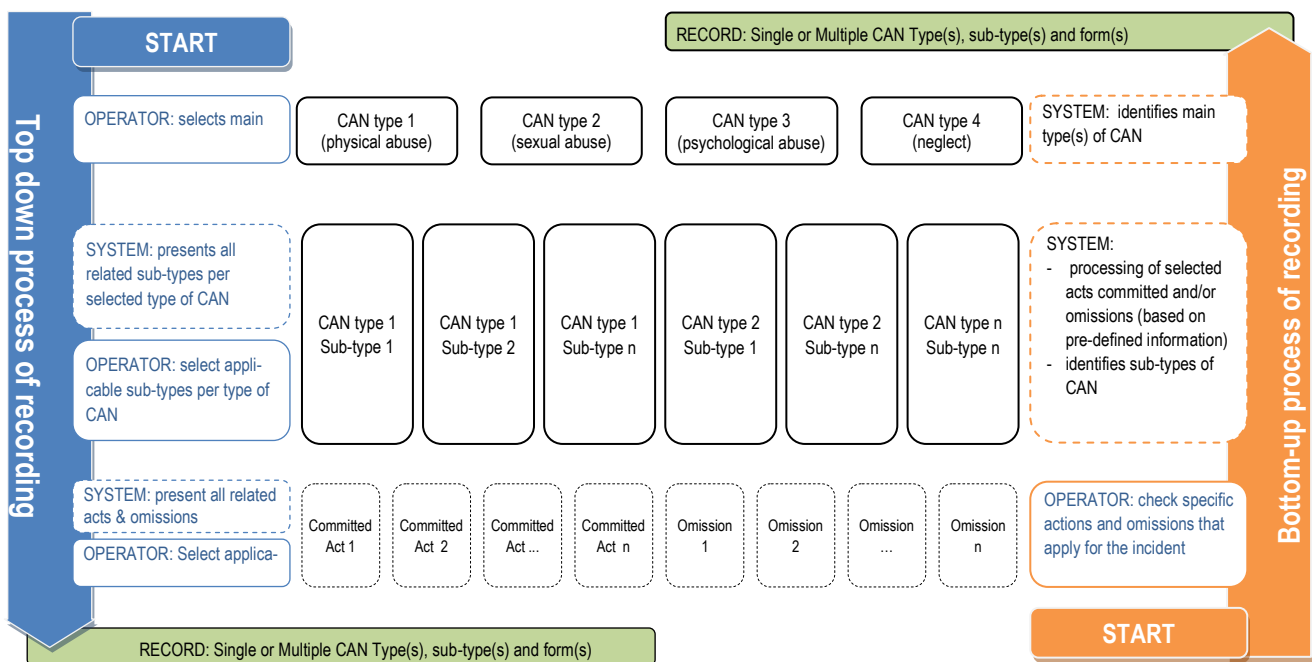 START
RECORD: Single or Multiple CAN Type(s), sub-type(s) and form(s)
Top down process of recording
OPERATOR: selects main
CAN type 1
(physical abuse)
CAN type 2
(sexual abuse)
CAN type 3
(psychological abuse)
CAN type 4
(neglect)
SYSTEM: identifies main
type(s) of CAN
Bottom-up process of recording
SYSTEM: presents all
related sub-types per
selected type of CAN
OPERATOR: select appli-
cable sub-types per type of
CAN
CAN type 1
Sub-type 1
CAN type 1
Sub-type 2
CAN type 1
Sub-type n
CAN type 2
Sub-type 1
CAN type 2
Sub-type n
CAN type n
Sub-type n
SYSTEM:
- processing of selected
acts committed and/or
omissions (based on
pre-defined information)
- identifies sub-types of
CAN
SYSTEM: present all related
acts & omissions
OPERATOR: Select applica-
Committed
Act 1
Committed
Act 2
Committed
Act ...
Committed
Act n
Omission
1
Omission
2
Omission
...
Omission
n
OPERATOR: check specific
actions and omissions that
apply for the incident
START
RECORD: Single or Multiple CAN Type(s), sub-type(s) and form(s)